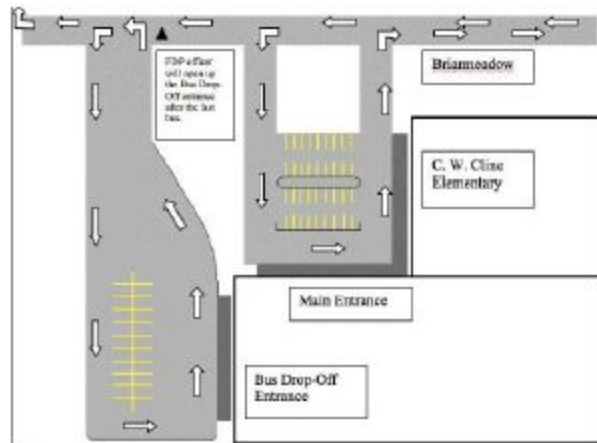 FDP officer
will open up
the Bus Drop-
Off entrance
after the last
bus.
Briarmeadow
C. W. Cline
Elementary
Main Entrance
Bus Drop-Off
Entrance